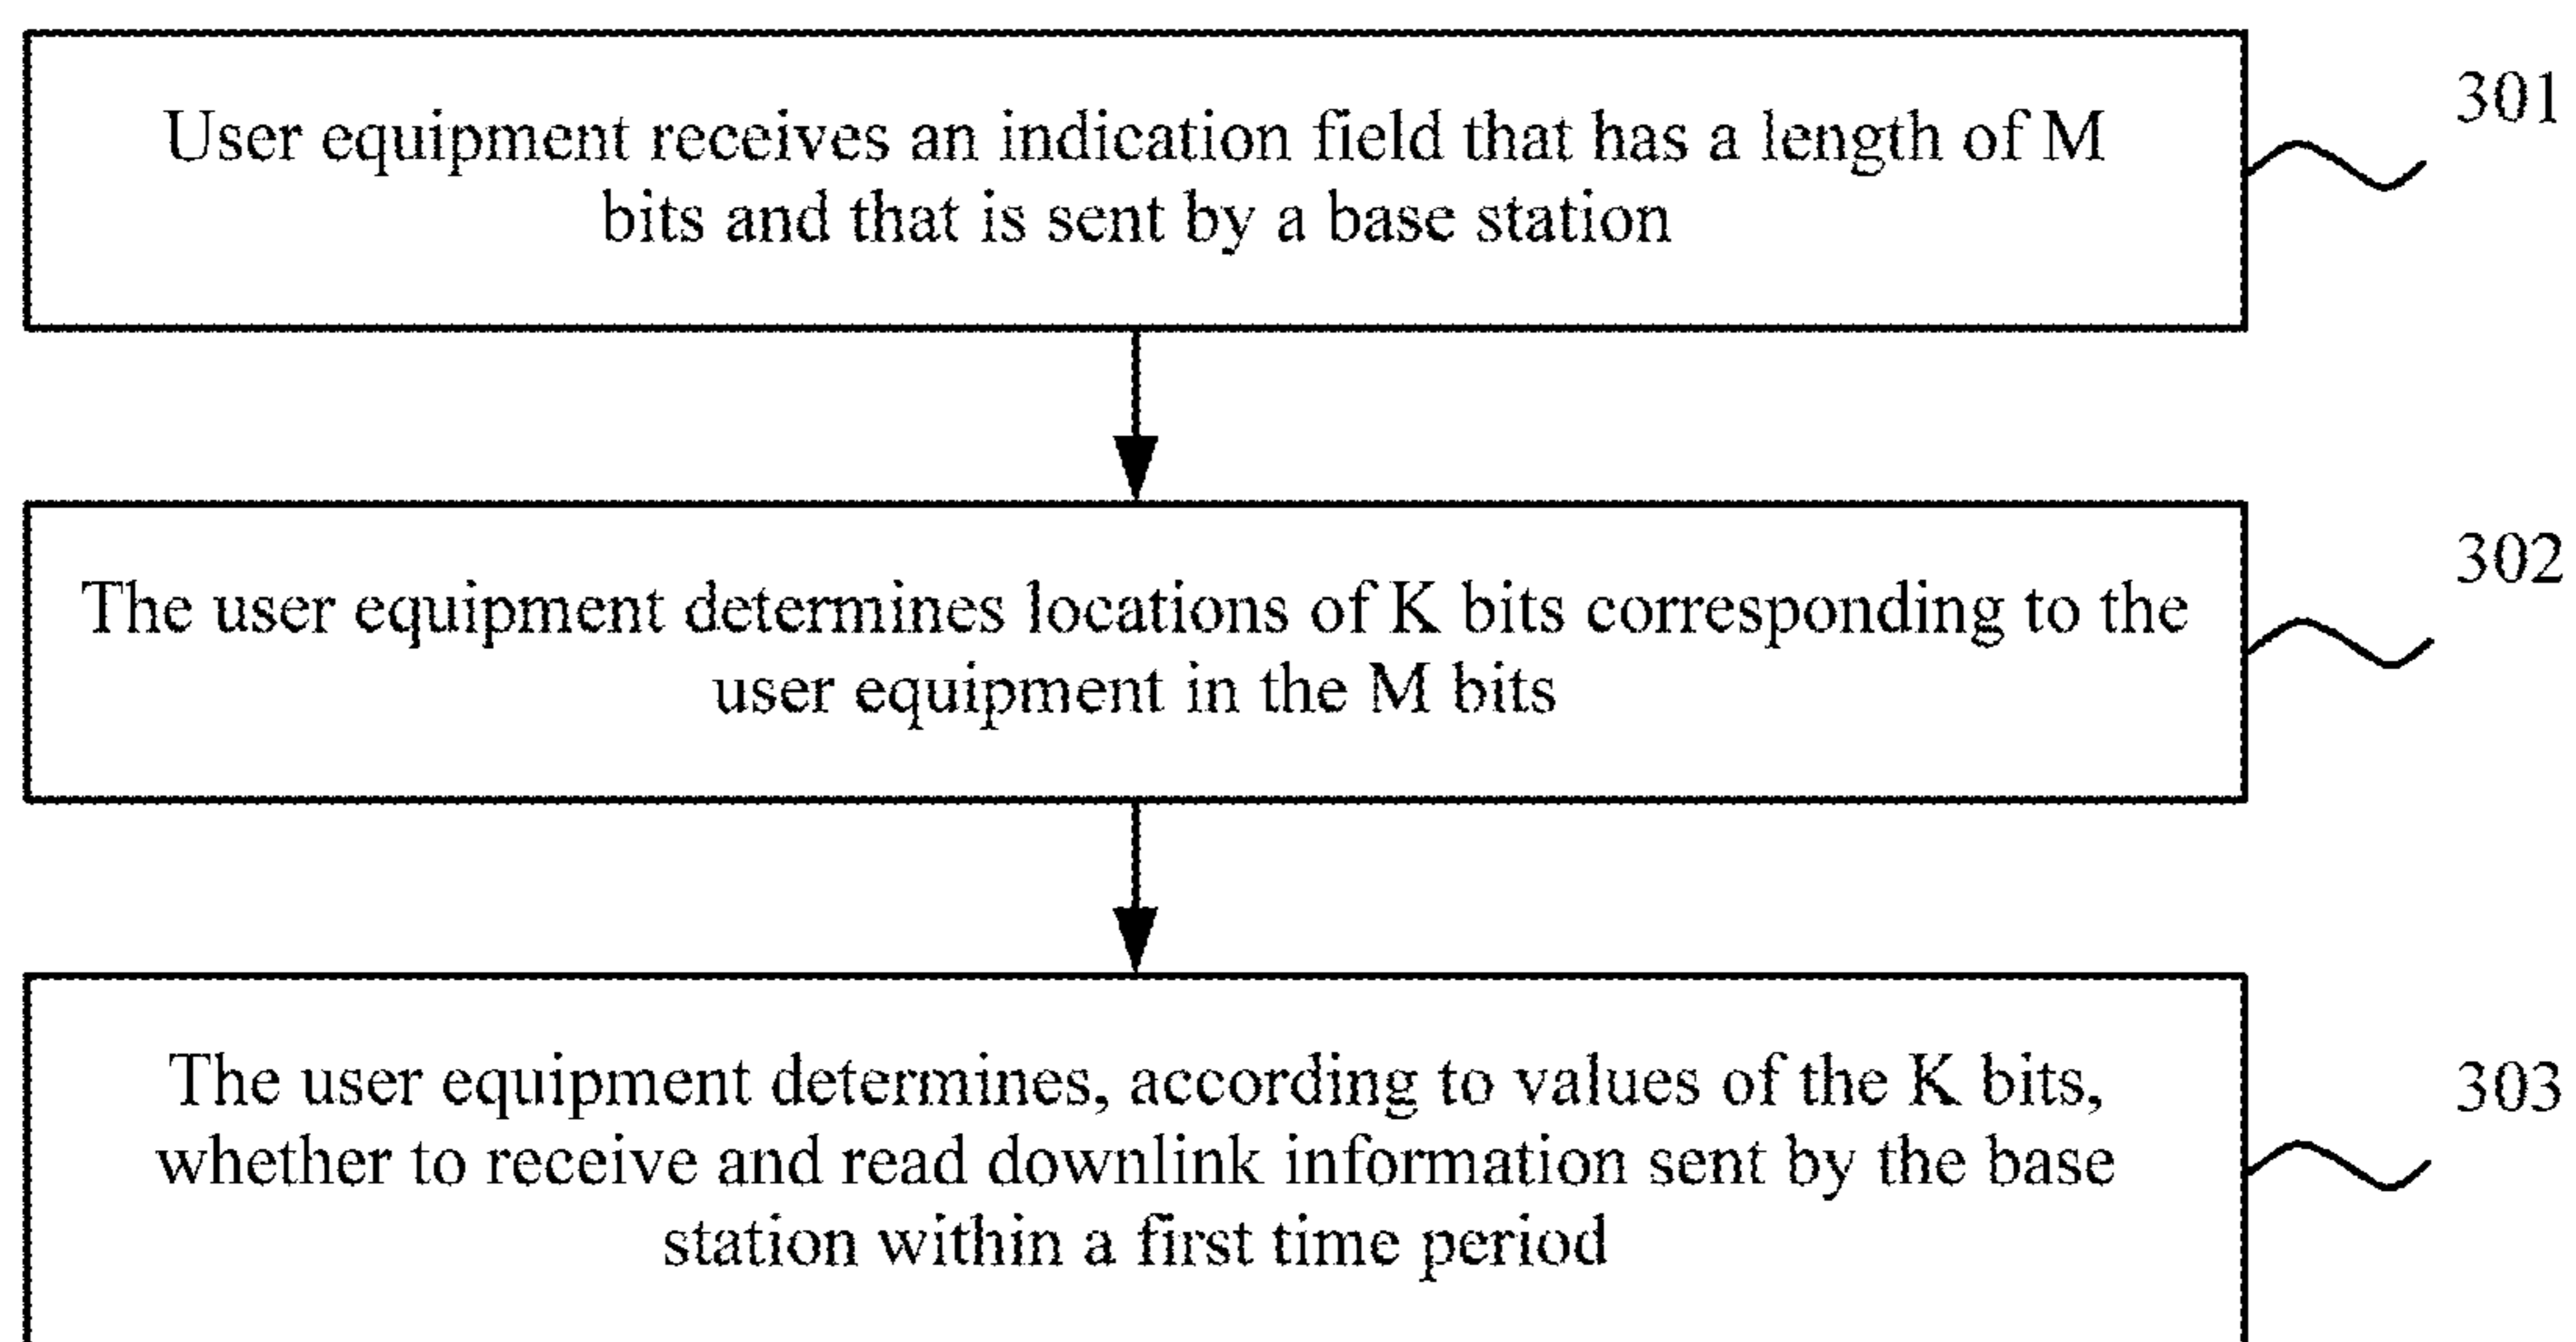 User equipment receives an indication field that has a length of M
bits and that is sent by a base station
301
The user equipment determines locations of K bits corresponding to the
user equipment in the M bits
302
The user equipment determines, according to values of the K bits,
whether to receive and read downlink information sent by the base
station within a first time period
303